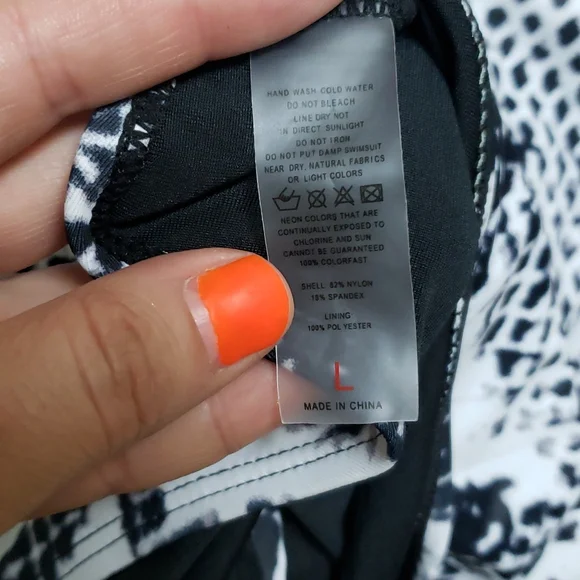 HAND WASH COLD WATER
DO NOT BLEACH
LINE DRY NOT
IN DIRECT SUNLIGHT
DO NOT IRON
DO NOT PUT DAMP SWIMSUIT
NEAR DRY, NATURAL FABRICS
OR LIGHT COLORS
NEON COLORS THAT ARE
CONTINUALLY EXPOSED TO
CHLORINE AND SUN
CANNOT BE GUARANTEED
100% COLORFAST
SHELL: 82% NYLON
18% SPANDEX
LINING
100% POLYESTER
L
MADE IN CHINA